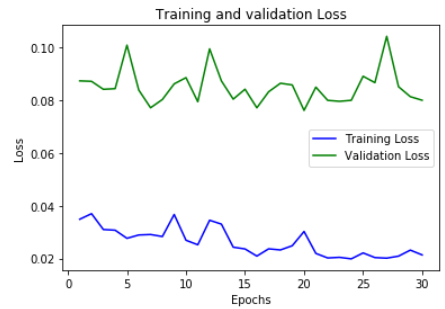 Training and validation Loss
0.10
0.08
0.06
0.04
0.02
Loss
Training Loss
Validation Loss
0 5 10 15 20 25 30
Epochs